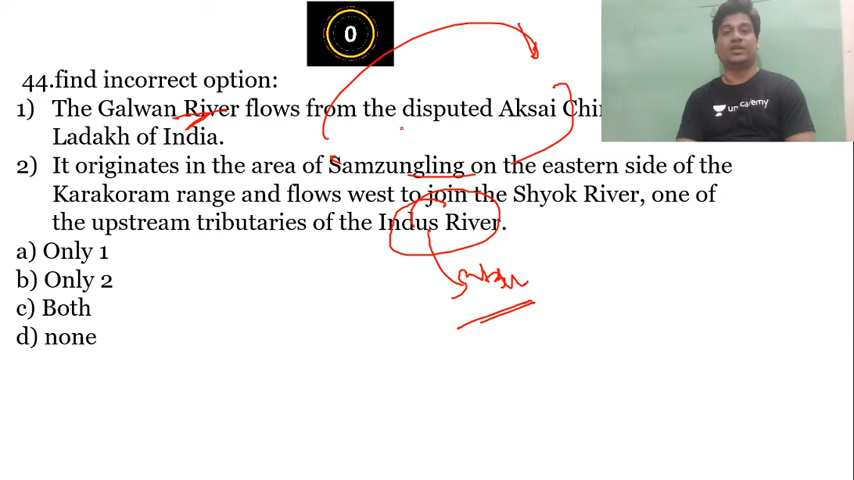 0
44.find incorrect option:
1) The Galwan River flows from the disputed Aksai Chin
Ladakh of India.
2) It originates in the area of Samzungling on the eastern side of the
Karakoram range and flows west to join the Shyok River, one of
the upstream tributaries of the Indus River.
a) Only 1
b) Only 2
c) Both
d) none
unacademy